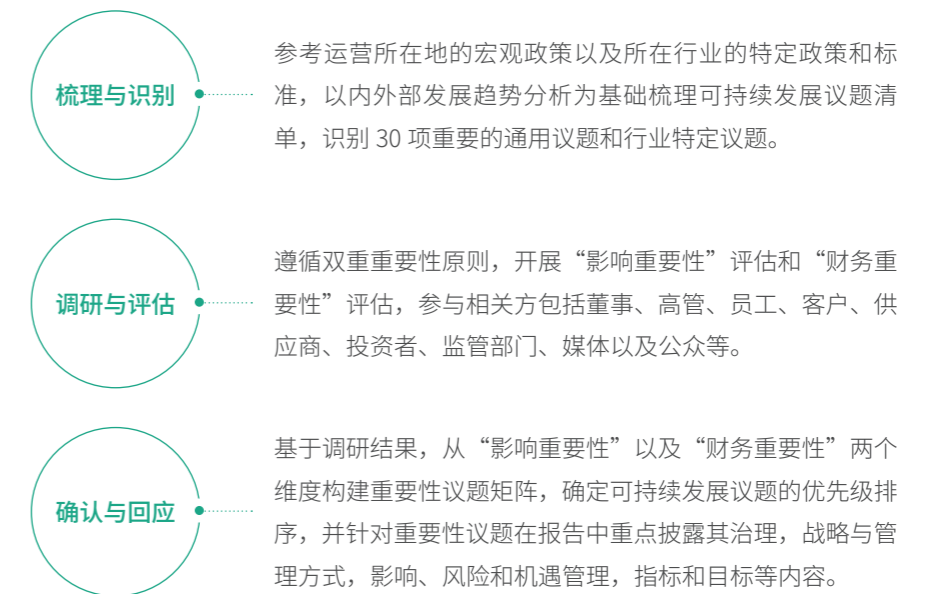 梳理与识别
参考运营所在地的宏观政策以及所在行业的特定政策和标
准，以内外部发展趋势分析为基础梳理可持续发展议题清
单，识别 30 项重要的通用议题和行业特定议题。
调研与评估
遵循双重重要性原则，开展“影响重要性”评估和“财务重
要性”评估，参与相关方包括董事、高管、员工、客户、供
应商、投资者、监管部门、媒体以及公众等。
确认与回应
基于调研结果，从“影响重要性”以及“财务重要性”两个
维度构建重要性议题矩阵，确定可持续发展议题的优先级排
序，并针对重要性议题在报告中重点披露其治理，战略与管
理方式，影响、风险和机遇管理，指标和目标等内容。